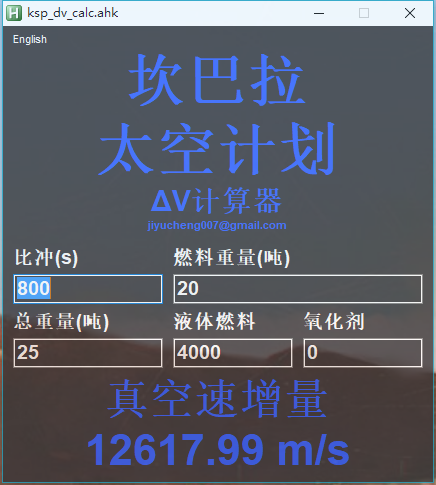 ksp_dv_calc.ahk
English
坎巴拉
太空计划
ΔV计算器
jiyucheng007@gmail.com
比冲(s) 燃料重量(吨)
800 20
总重量(吨) 液体燃料 氧化剂
25 4000 0
真空速增量
12617.99 m/s